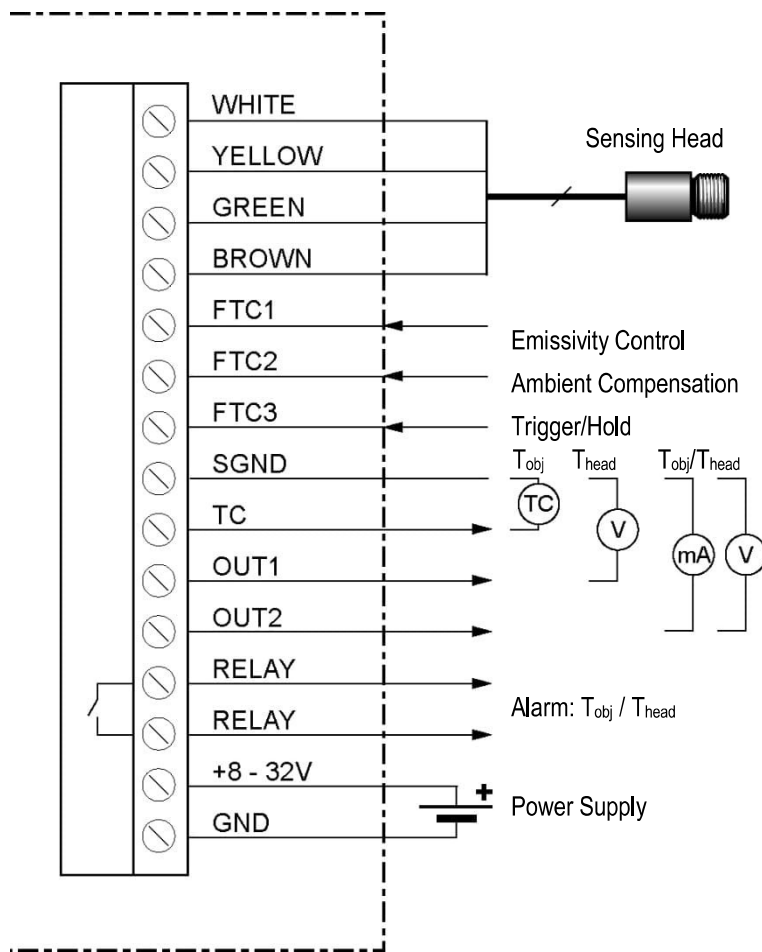 WHITE
YELLOW
GREEN
BROWN
Sensing Head
FTC1
FTC2
FTC3
Emissivity Control
Ambient Compensation
Trigger/Hold
SGND
TC
OUT1
OUT2
RELAY
RELAY
Tobj Thead Tobj/Thead
TC
V
mA
V
Alarm: Tobj / Thead
+8 - 32V
GND
+
Power Supply